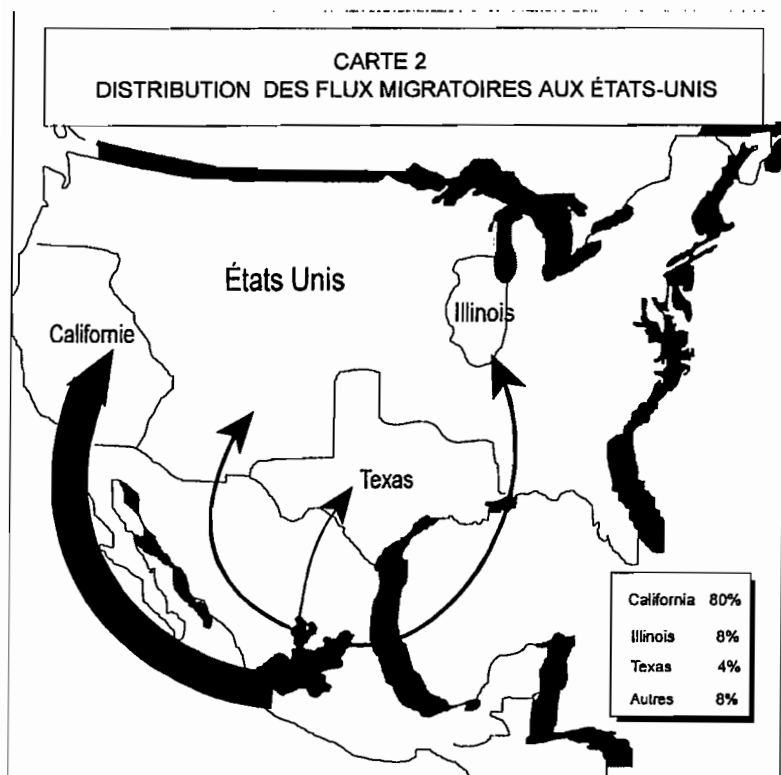 CARTE 2
DISTRIBUTION DES FLUX MIGRATOIRES AUX ÉTATS-UNIS
États Unis
Illinois
Californie
Texas
California 80%
Illinois 8%
Texas 4%
Autres 8%